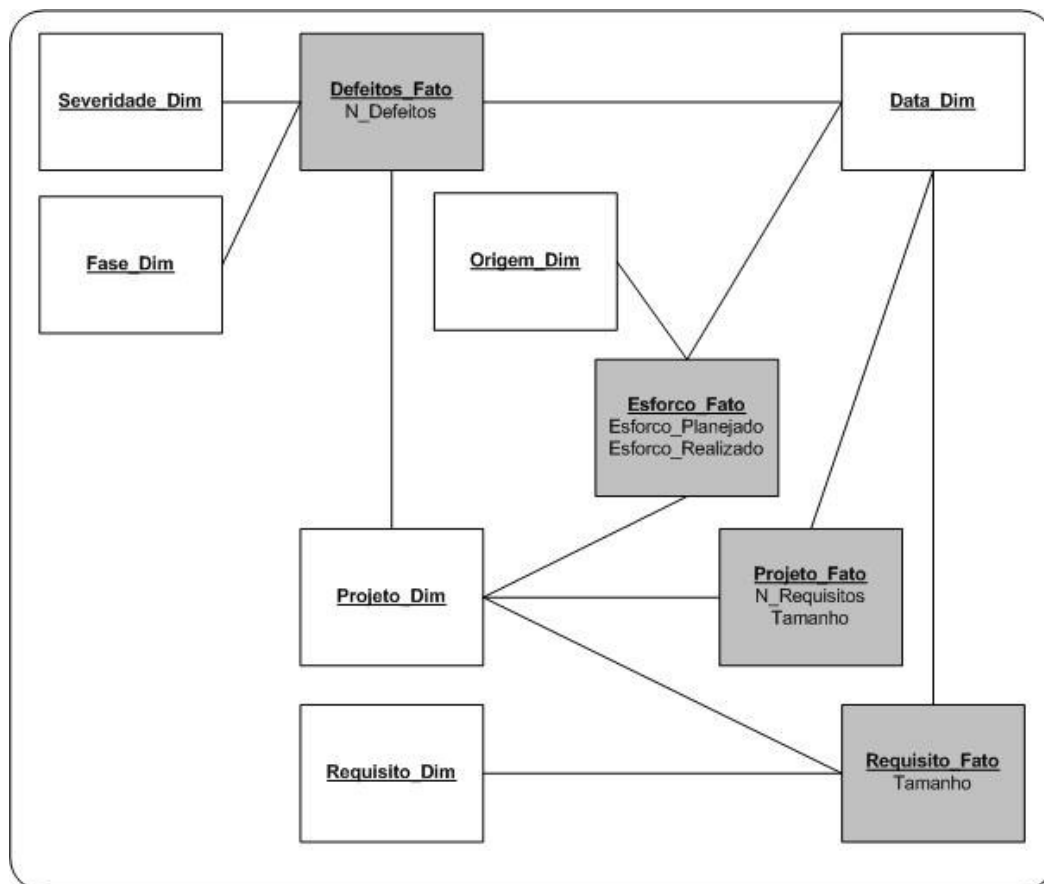 Severidade_Dim
Defeitos_Fato
N_Defeitos
Data_Dim
Fase_Dim
Origem_Dim
Esforco_Fato
Esforco_Planejado
Esforco_Realizado
Projeto_Dim
Projeto_Fato
N_Requisitos
Tamanho
Requisito_Dim
Requisito_Fato
Tamanho